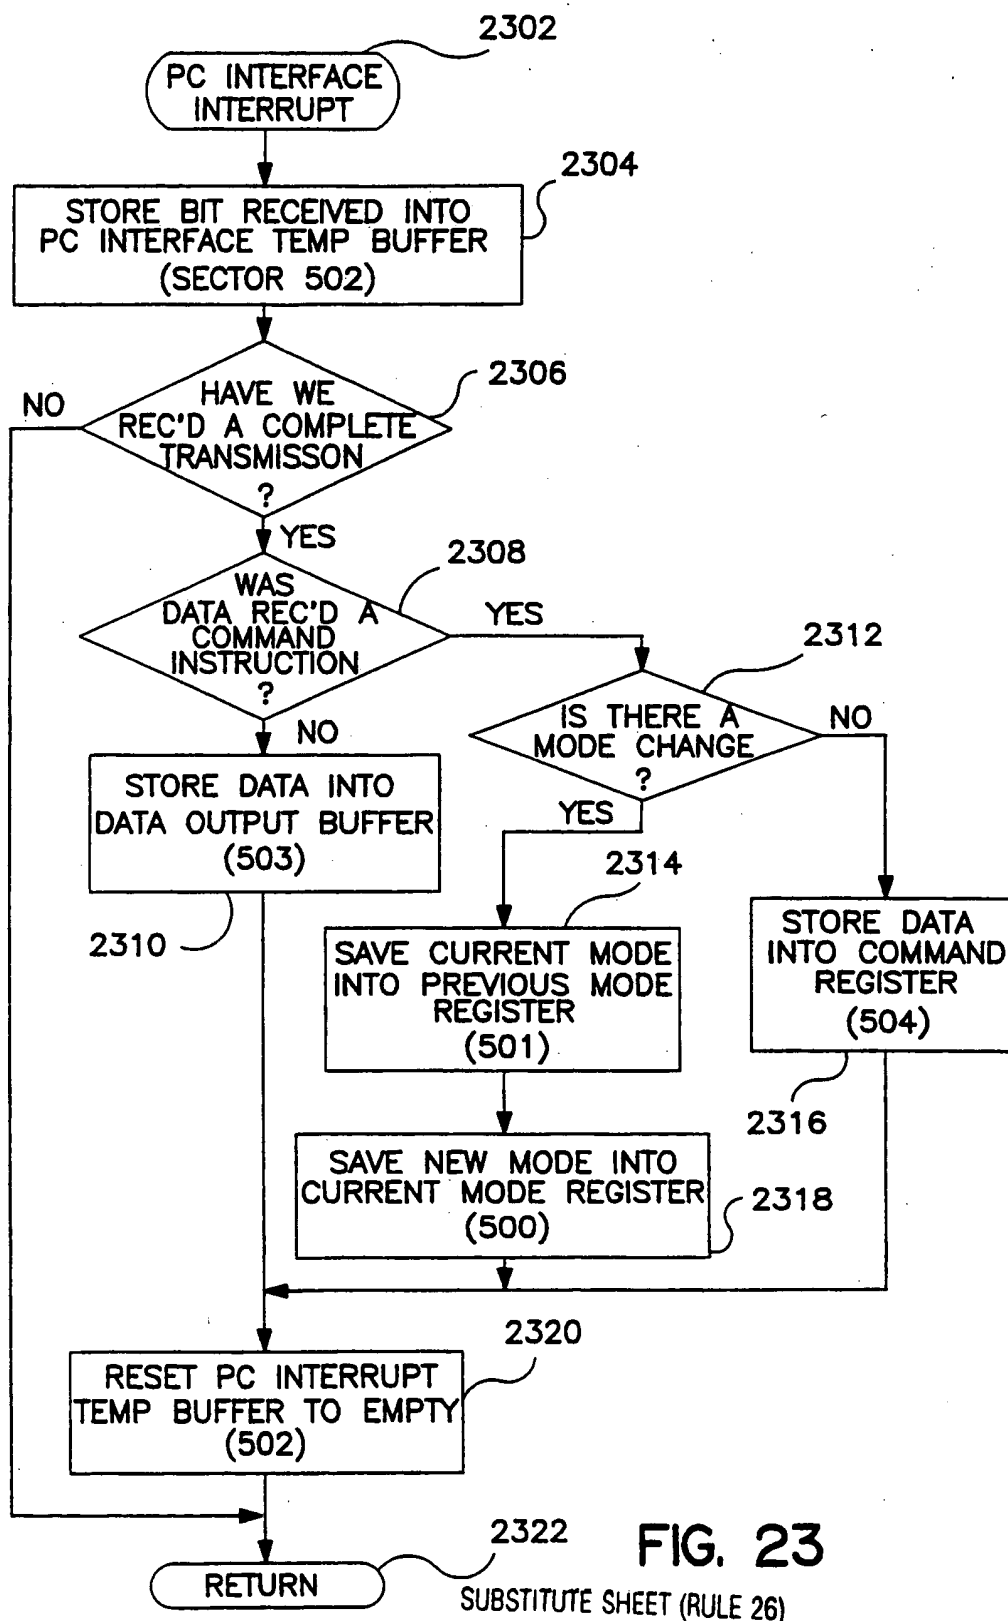 2302
PC INTERFACE
INTERRUPT
2304
STORE BIT RECEIVED INTO
PC INTERFACE TEMP BUFFER
(SECTOR 502)
2306
NO
HAVE WE
REC'D A COMPLETE
TRANSMISSON
?
YES
2308
WAS
DATA REC'D A
COMMAND
INSTRUCTION
?
YES
2312
IS THERE A
MODE CHANGE
?
NO
NO
YES
STORE DATA INTO
DATA OUTPUT BUFFER
(503)
2310
2314
SAVE CURRENT MODE
INTO PREVIOUS MODE
REGISTER
(501)
STORE DATA
INTO COMMAND
REGISTER
(504)
2316
SAVE NEW MODE INTO
CURRENT MODE REGISTER
(500)
2318
2320
RESET PC INTERRUPT
TEMP BUFFER TO EMPTY
(502)
2322
RETURN
FIG. 23
SUBSTITUTE SHEET (RULE 26)